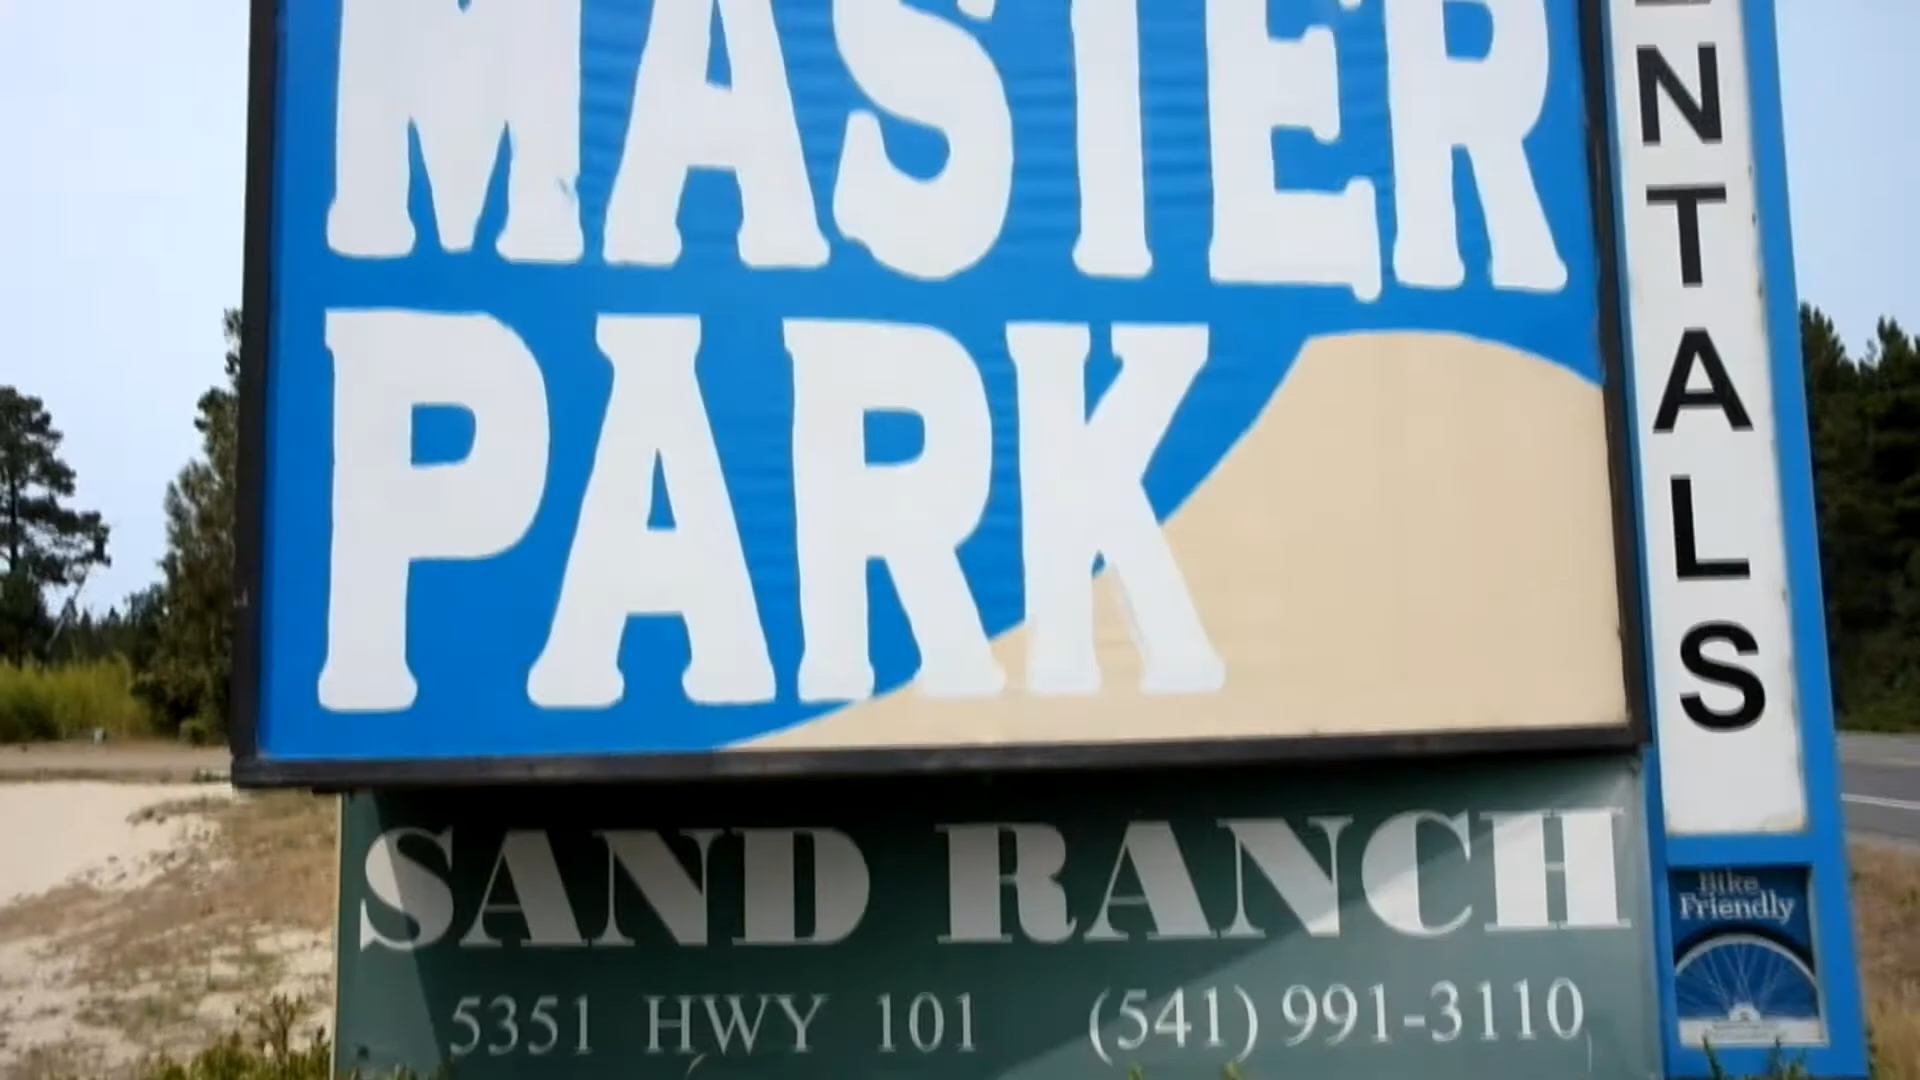 MASTER
PARK
NTALS
SAND RANCH
5351 HWY 101 (541) 991-3110
Bike
Friendly